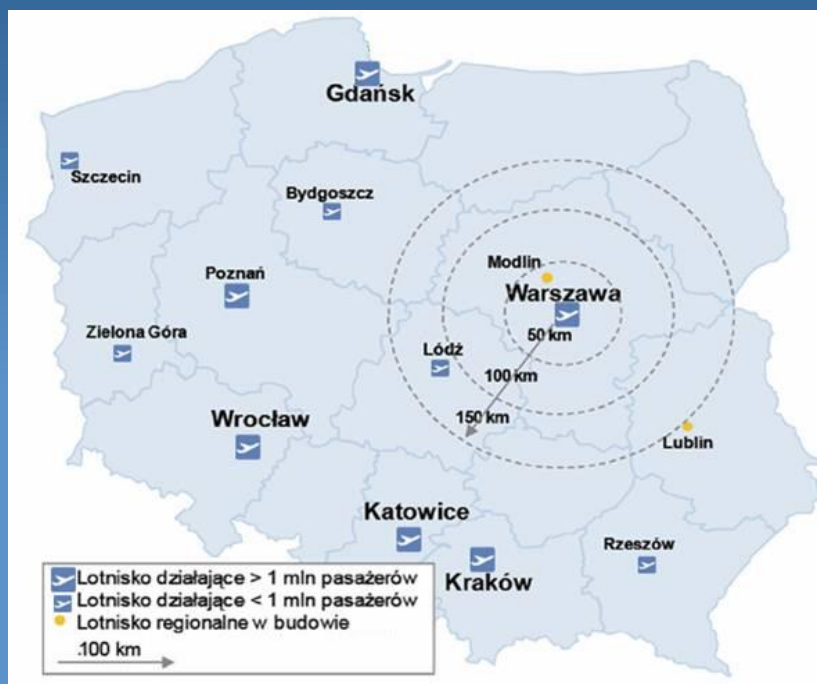 Gdańsk
Szczecin
Bydgoszcz
Modlin
Poznań
Warszawa
50 km
Zielona Góra
Łódź
100 km
150 km
Wrocław
Lublin
Katowice
Rzeszów
Kraków
Lotnisko działające > 1 mln pasażerów
Lotnisko działające < 1 mln pasażerów
Lotnisko regionalne w budowie
.100 km